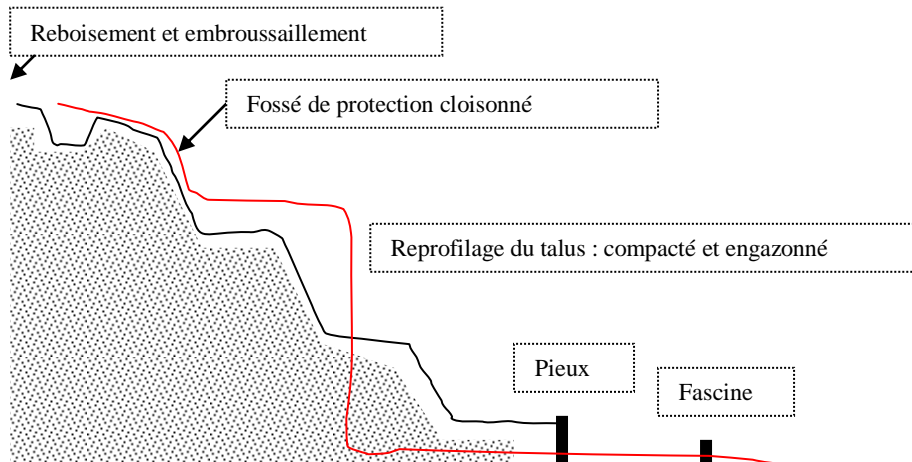 Reboisement et embroussaillement
Fossé de protection cloisonné
Reprofilage du talus : compacté et engazonné
Pieux
Fascine